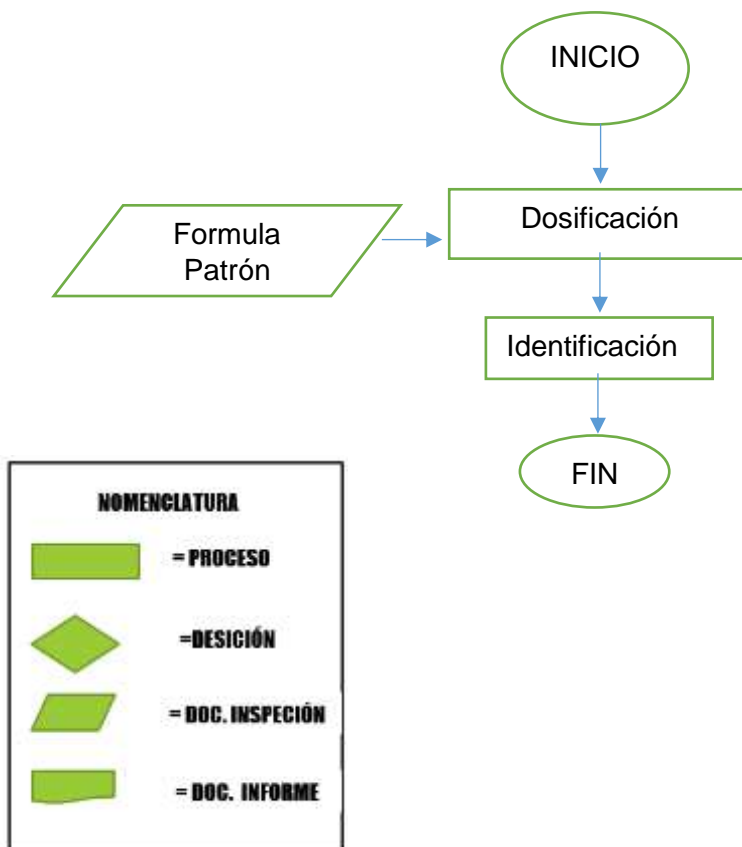 INICIO
Dosificación
Formula
Patrón
Identificación
FIN
NOMENCLATURA
= PROCESO
=DESICIÓN
= DOC. INSPECIÓN
= DOC. INFORME